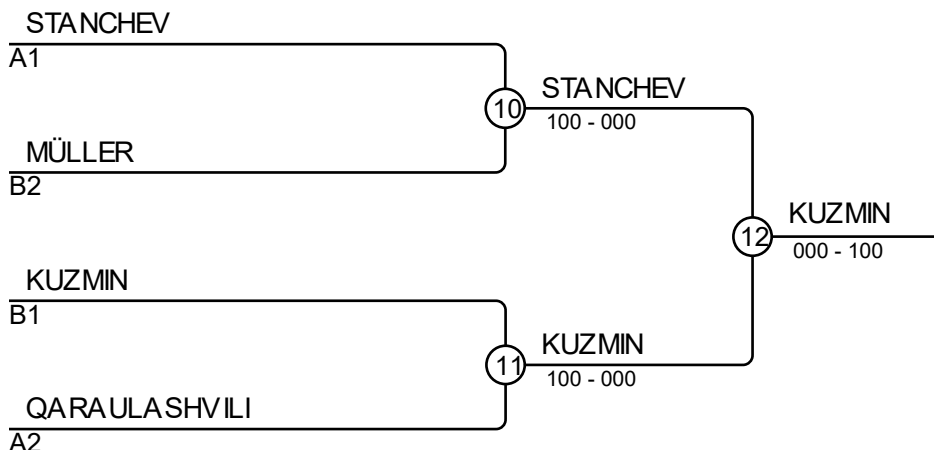 STANCHEV
A1
10
STANCHEV
100 - 000
MÜLLER
B2
12
KUZMIN
000 - 100
KUZMIN
B1
11
KUZMIN
100 - 000
QARAULASHVILI
A2